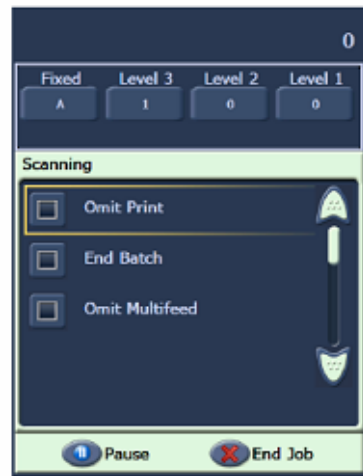 0
Fixed Level 3 Level 2 Level 1
A 1 0 0
Scanning
Omit Print
End Batch
Omit Multifeed
Pause End Job